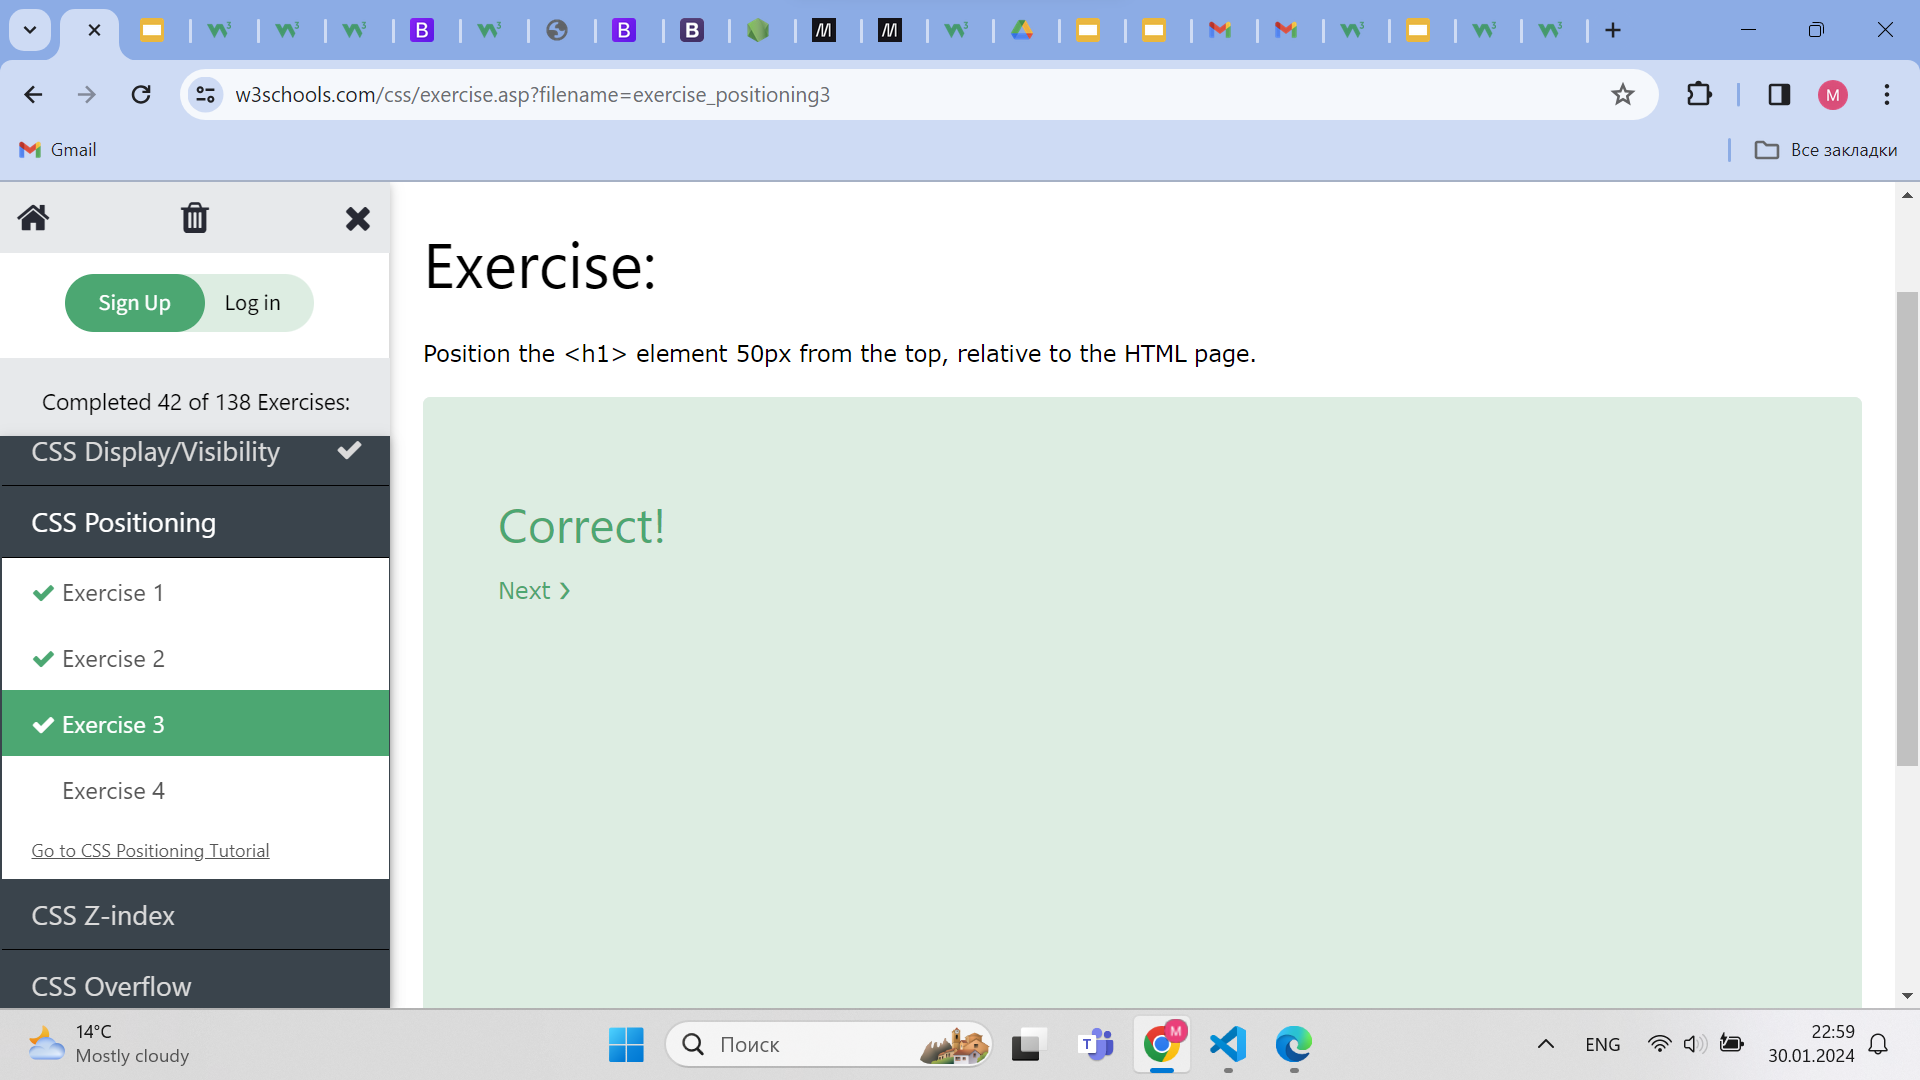 w3schools.com/css/exercise.asp?filename=exercise_positioning3
M
Gmail
Все закладки
Sign Up
Log in
Completed 42 of 138 Exercises:
CSS Display/Visibility
CSS Positioning
Exercise 1
Exercise 2
Exercise 3
Exercise 4
Go to CSS Positioning Tutorial
CSS Z-index
CSS Overflow
Exercise:
Position the <h1> element 50px from the top, relative to the HTML page.
Correct!
Next ❯
14°C
Mostly cloudy
Поиск
ENG
22:59
30.01.2024